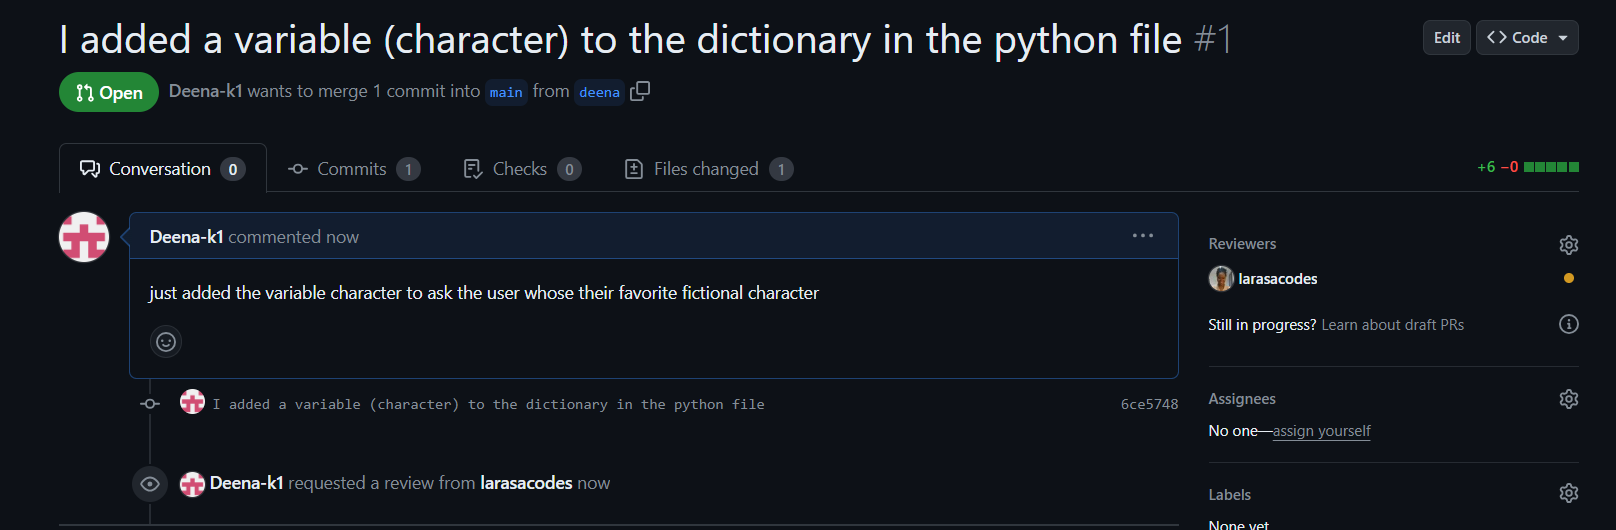 I added a variable (character) to the dictionary in the python file #1
Edit
<> Code
Open
Deena-k1 wants to merge 1 commit into main from deena
Conversation 0
Commits 1
Checks 0
Files changed 1
+6 −0
Deena-k1 commented now
just added the variable character to ask the user whose their favorite fictional character
I added a variable (character) to the dictionary in the python file 6ce5748
Deena-k1 requested a review from larasacodes now
Reviewers
larasacodes
Still in progress? Learn about draft PRs
Assignees
No one—assign yourself
Labels
None yet